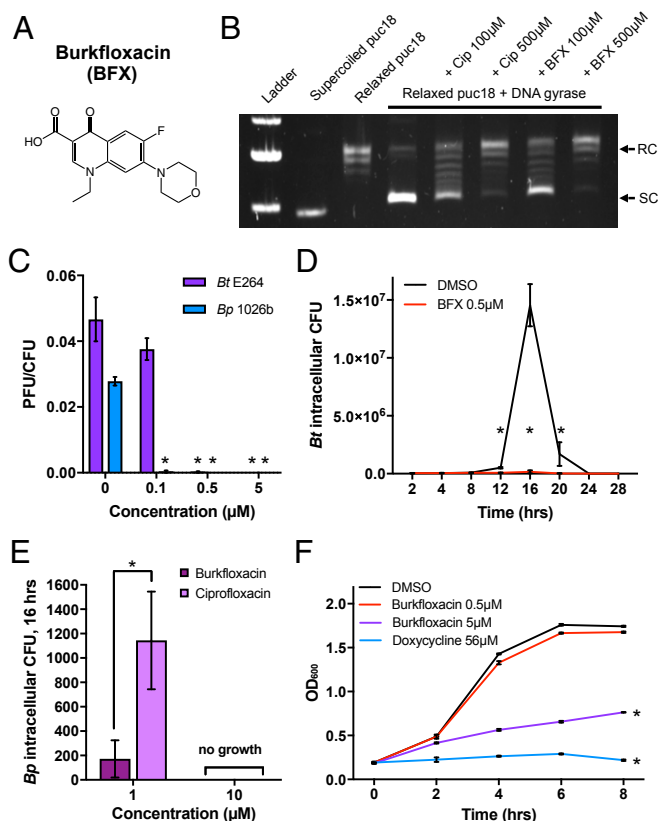 A
Burkfloxacin
(BFX)
O
O
HO
F
N
N
O
B
Ladder
Supercoiled puc18
Relaxed puc18
+ Cip 100μM
+ Cip 500μM
+ BFX 100μM
+ BFX 500μM
Relaxed puc18 + DNA gyrase
RC
SC
C
PFU/CFU
0.06
0.04
0.02
0.00
Bt E264
Bp 1026b
* * * * *
0 0.1 0.5 5
Concentration (μM)
D
Bt intracellular CFU
DMSO
BFX 0.5μM
1.5×10⁷
1.0×10⁷
5.0×10⁶
0.0
* * *
2 4 8 12 16 20 24 28
Time (hrs)
E
Bp intracellular CFU, 16 hrs
1600
1400
1200
1000
800
600
400
200
0
*
Burkfloxacin
Ciprofloxacin
no growth
1 10
Concentration (μM)
F
OD₆₀₀
DMSO
Burkfloxacin 0.5μM
Burkfloxacin 5μM
Doxycycline 56μM
2.0
1.5
1.0
0.5
0.0
*
*
0 2 4 6 8
Time (hrs)